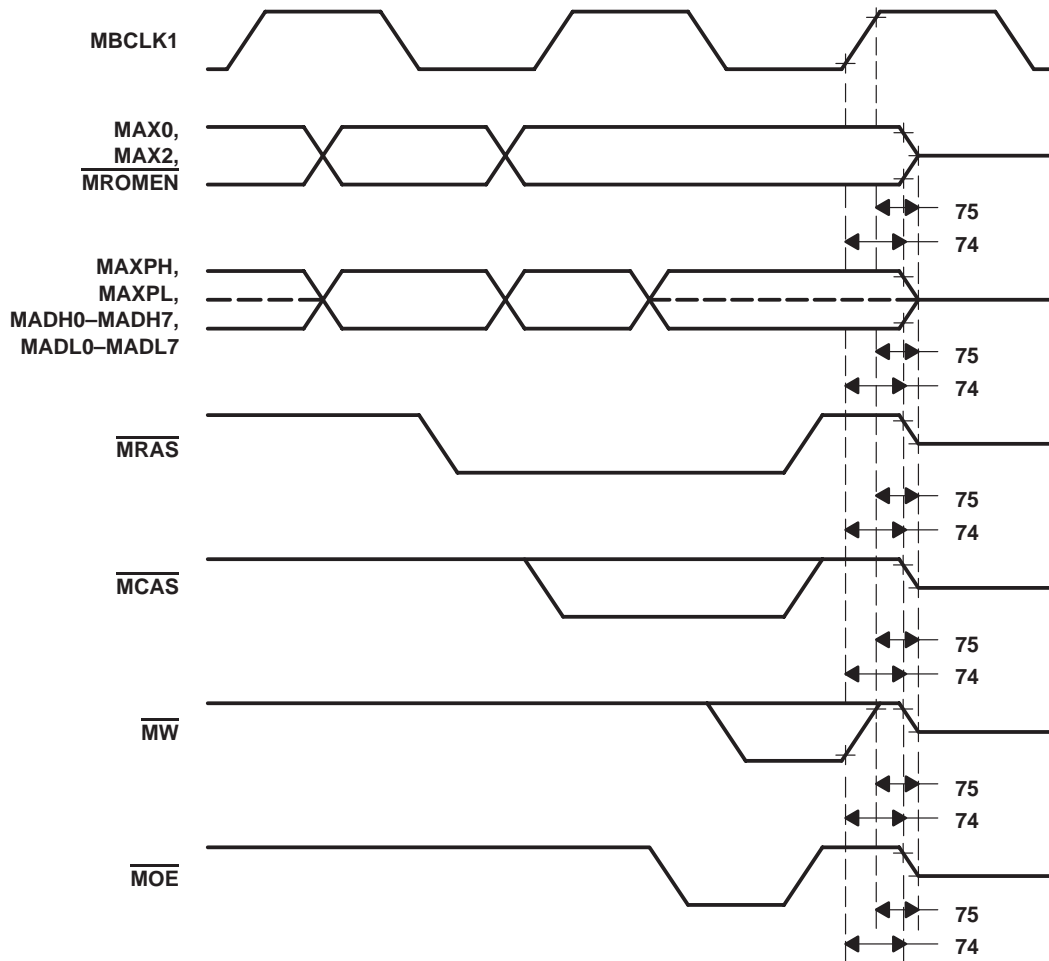 MBCLK1
MAX0,
MAX2,
MROMEN
75
74
MAXPH,
MAXPL,
MADH0–MADH7,
MADL0–MADL7
75
74
MRAS
75
74
MCAS
75
74
MW
75
74
MOE
75
74